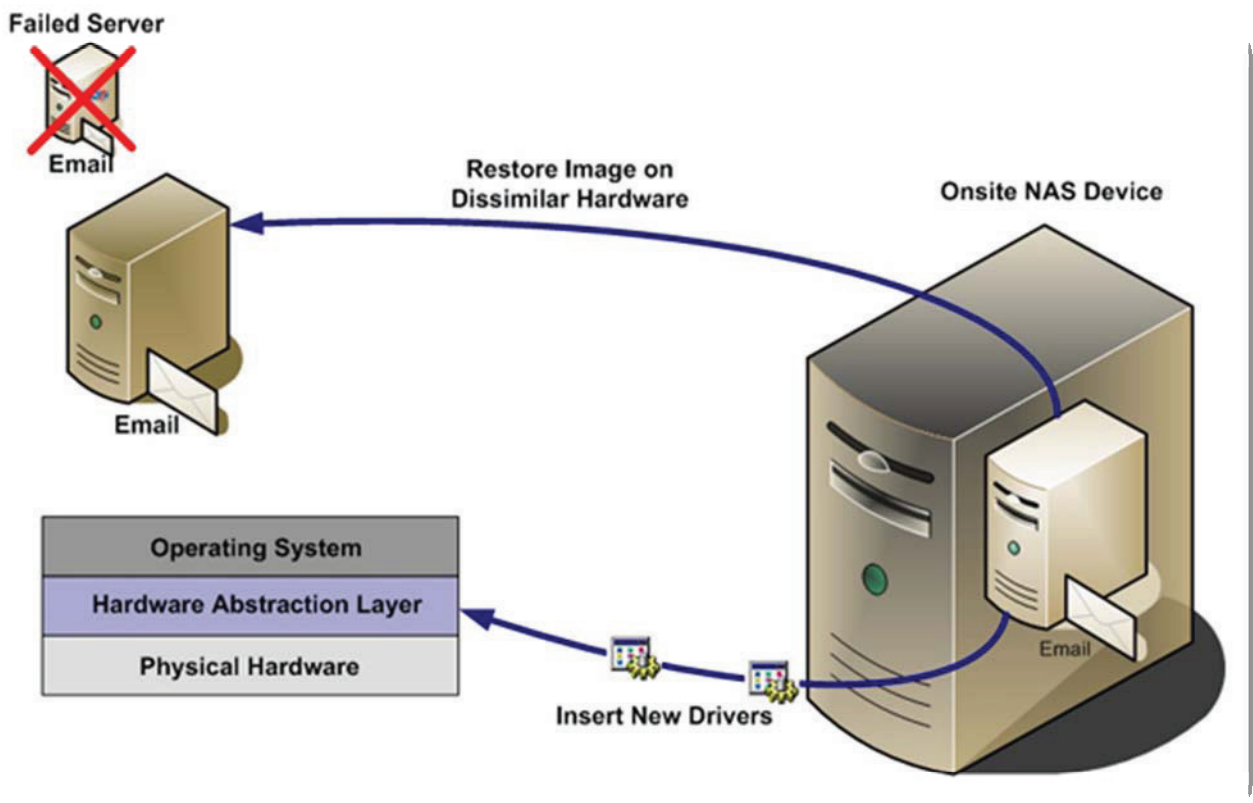 Failed Server
Email
Restore Image on
Dissimilar Hardware
Onsite NAS Device
Email
Operating System
Hardware Abstraction Layer
Physical Hardware
Email
Insert New Drivers